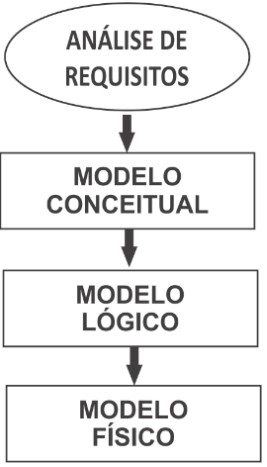 ANÁLISE DE
REQUISITOS
MODELO
CONCEITUAL
MODELO
LÓGICO
MODELO
FÍSICO